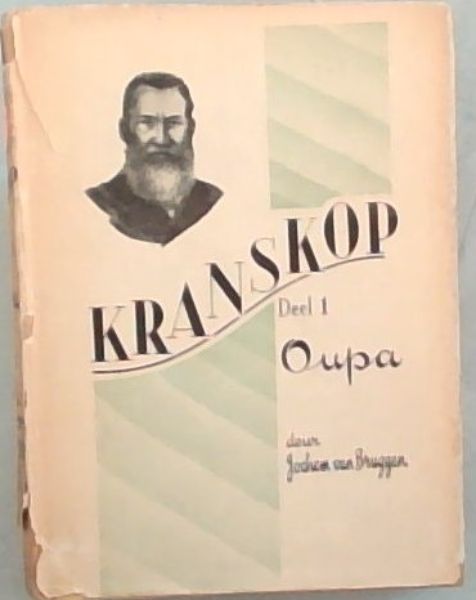 KRANSKOP
Deel 1
Oupa
deur
Jochem van Bruggen